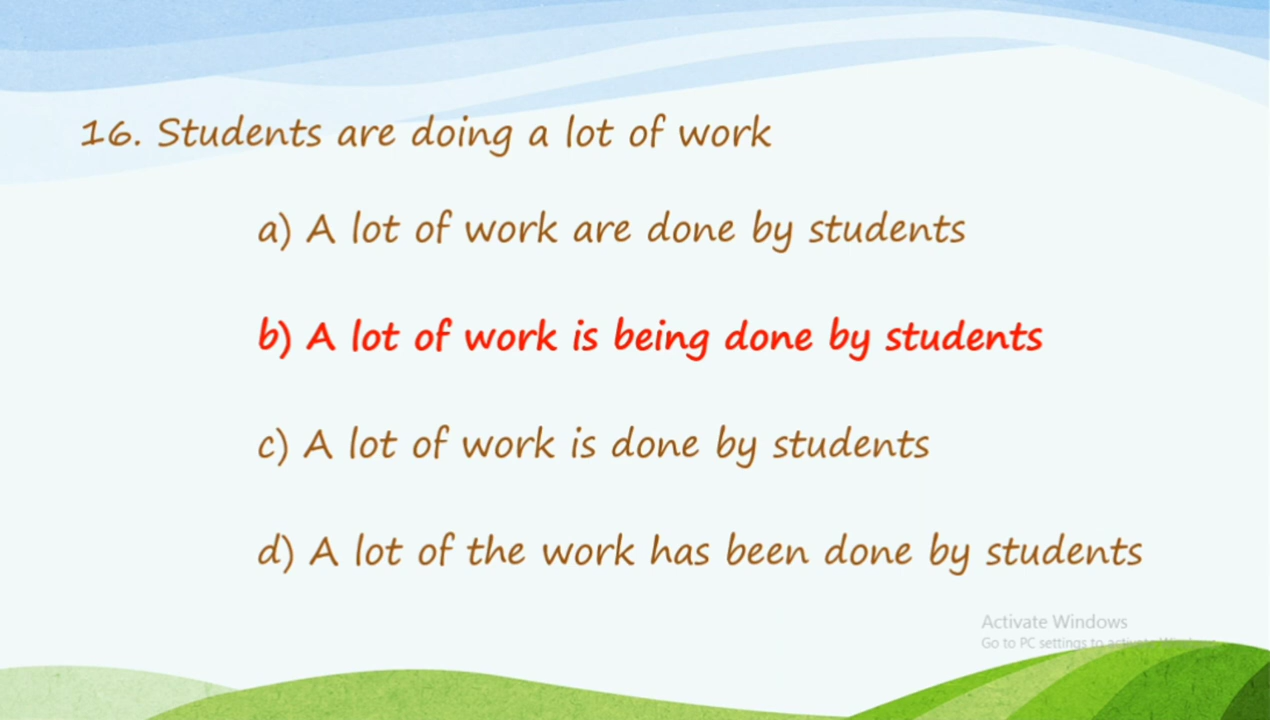 16. Students are doing a lot of work
a) A lot of work are done by students
b) A lot of work is being done by students
c) A lot of work is done by students
d) A lot of the work has been done by students
Activate Windows
Go to PC settings to activate Windows